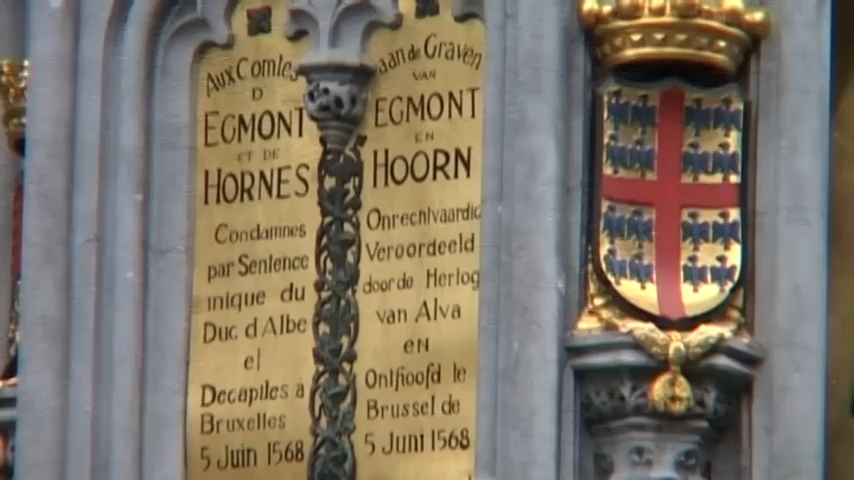 Aux Comtes
D
EGMONT
ET DE
HORNES
Condamnes
par Sentence
inique du
Duc d'Albe
et
Decapites a
Bruxelles
5 Juin 1568
aan de Graven
VAN
EGMONT
EN
HOORN
Onrechtvaardig
Veroordeeld
door de Hertog
van Alva
EN
Onthoofd te
Brussel de
5 Juni 1568